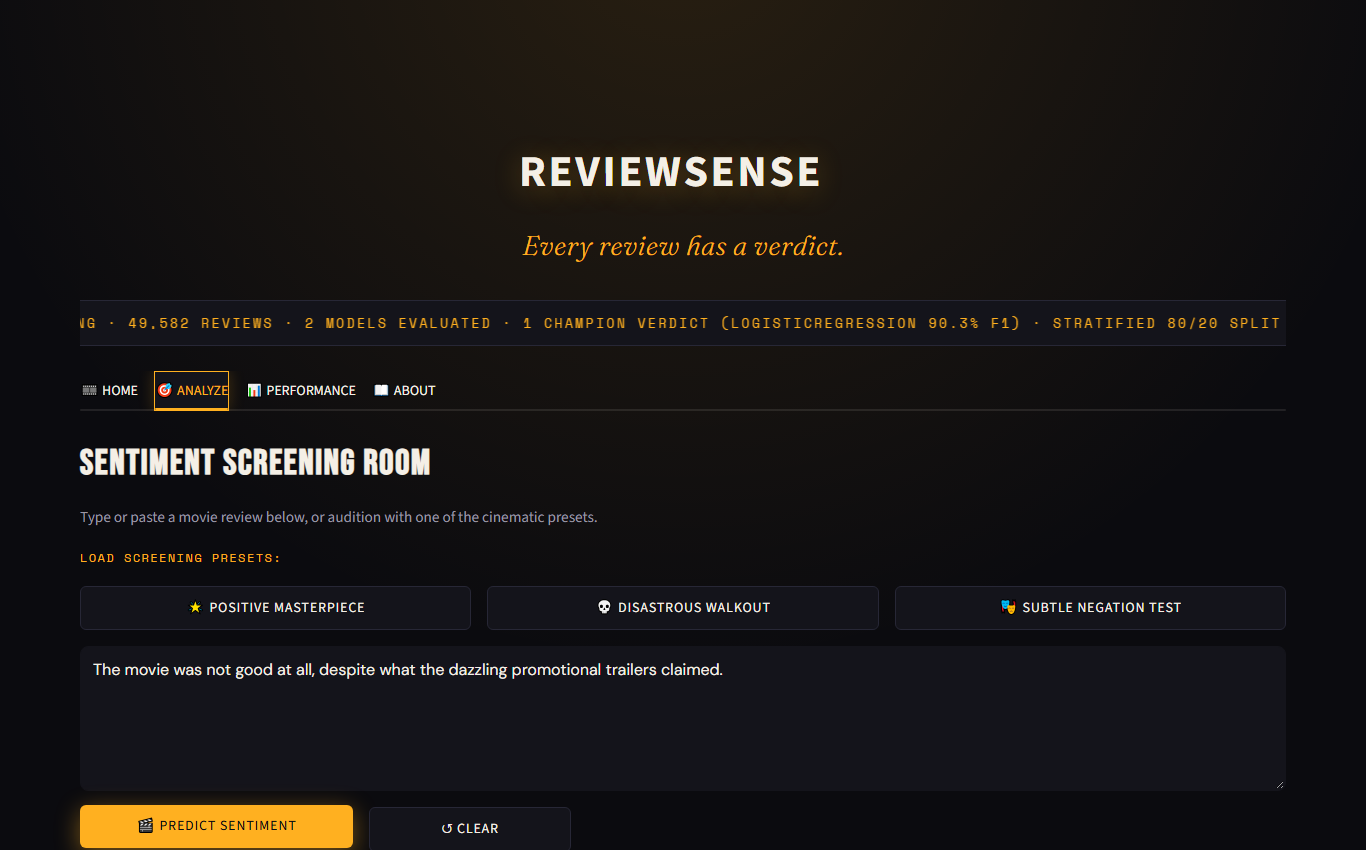 REVIEWSENSE
Every review has a verdict.
NG · 49,582 REVIEWS · 2 MODELS EVALUATED · 1 CHAMPION VERDICT (LOGISTICREGRESSION 90.3% F1) · STRATIFIED 80/20 SPLIT
HOME ANALYZE PERFORMANCE ABOUT
SENTIMENT SCREENING ROOM
Type or paste a movie review below, or audition with one of the cinematic presets.
LOAD SCREENING PRESETS:
POSITIVE MASTERPIECE DISASTROUS WALKOUT SUBTLE NEGATION TEST
The movie was not good at all, despite what the dazzling promotional trailers claimed.
PREDICT SENTIMENT ↺ CLEAR